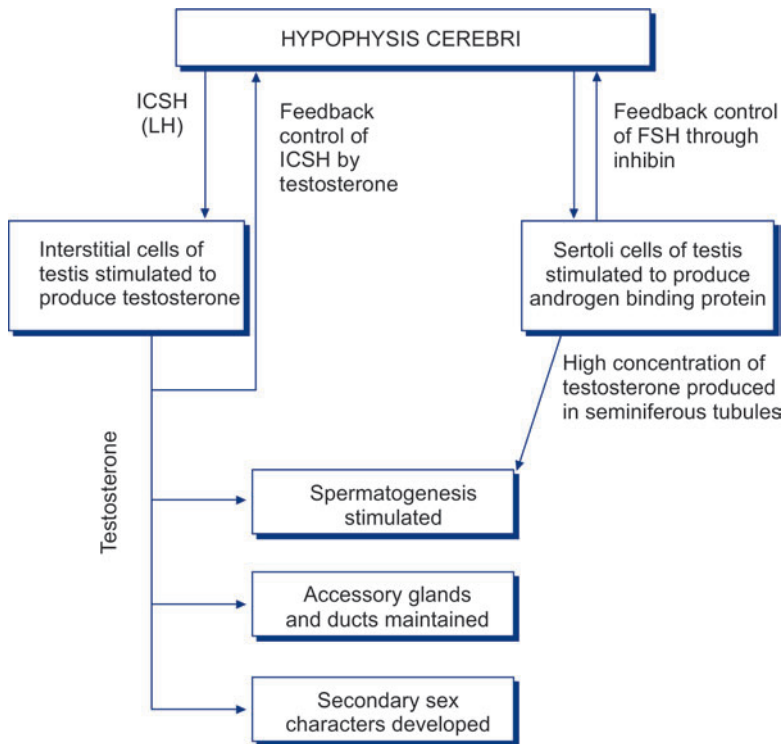 HYPOPHYSIS CEREBRI
ICSH
(LH)
Feedback
control of
ICSH by
testosterone
Feedback control
of FSH through
inhibin
Interstitial cells of
testis stimulated to
produce testosterone
Sertoli cells of testis
stimulated to produce
androgen binding protein
High concentration of
testosterone produced
in seminiferous tubules
Testosterone
Spermatogenesis
stimulated
Accessory glands
and ducts maintained
Secondary sex
characters developed